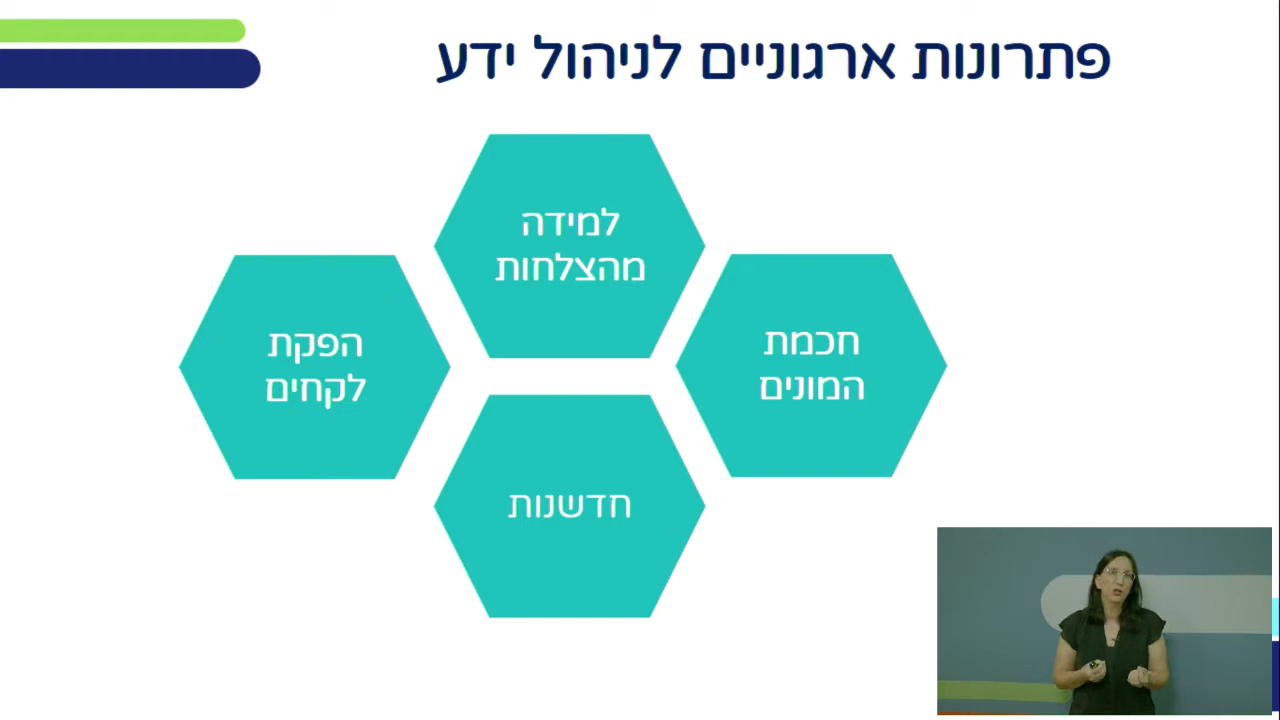 פתרונות ארגוניים לניהול ידע
למידה
מהצלחות
חכמת
המונים
הפקת
לקחים
חדשנות